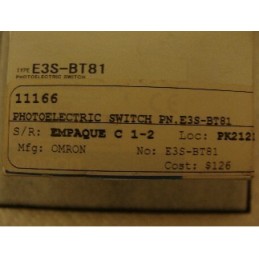 TYPE E3S-BT81
PHOTOELECTRIC SWITCH
11166
PHOTOELECTRIC SWITCH PN.E3S-BT81
S/R: EMPAQUE C 1-2 Loc: PK212
Mfg: OMRON No: E3S-BT81
Cost: $126